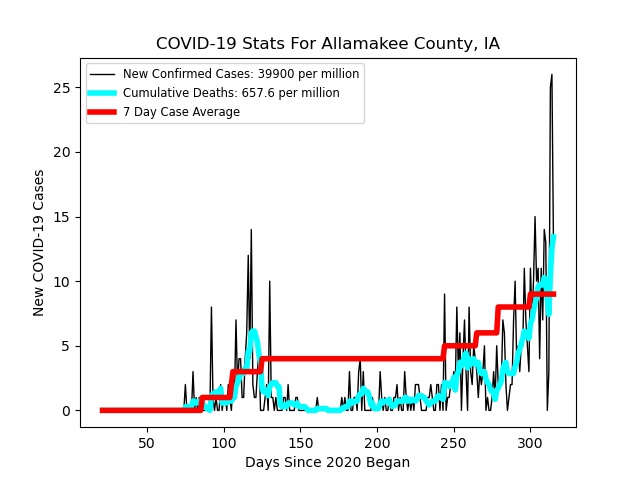 COVID-19 Stats For Allamakee County, IA
New Confirmed Cases: 39900 per million
Cumulative Deaths: 657.6 per million
7 Day Case Average
New COVID-19 Cases
25
20
15
10
5
0
50 100 150 200 250 300
Days Since 2020 Began